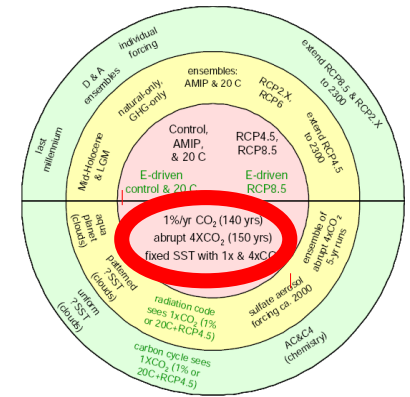 individual
forcing
D & A
ensembles
extend RCP8.5 & RCP2.X
to 2300
last
millennium
ensembles:
AMIP & 20 C
natural-only,
GHG-only
RCP2.X,
RCP6
Mid-Holocene
& LGM
extend RCP4.5
to 2300
Control,
AMIP,
& 20 C
RCP4.5,
RCP8.5
E-driven
control & 20 C
E-driven
RCP8.5
1%/yr CO₂ (140 yrs)
abrupt 4XCO₂ (150 yrs)
fixed SST with 1x & 4xCO
aqua
planet
(clouds)
patterned
?SST
(clouds)
uniform
?SST
(clouds)
ensemble of
abrupt 4xCO₂
5-yr runs
sulfate aerosol
forcing ca. 2000
radiation code
sees 1xCO₂ (1%
or 20C+RCP4.5)
carbon cycle sees
1XCO₂ (1% or
20C+RCP4.5)
AC&C4
(chemistry)